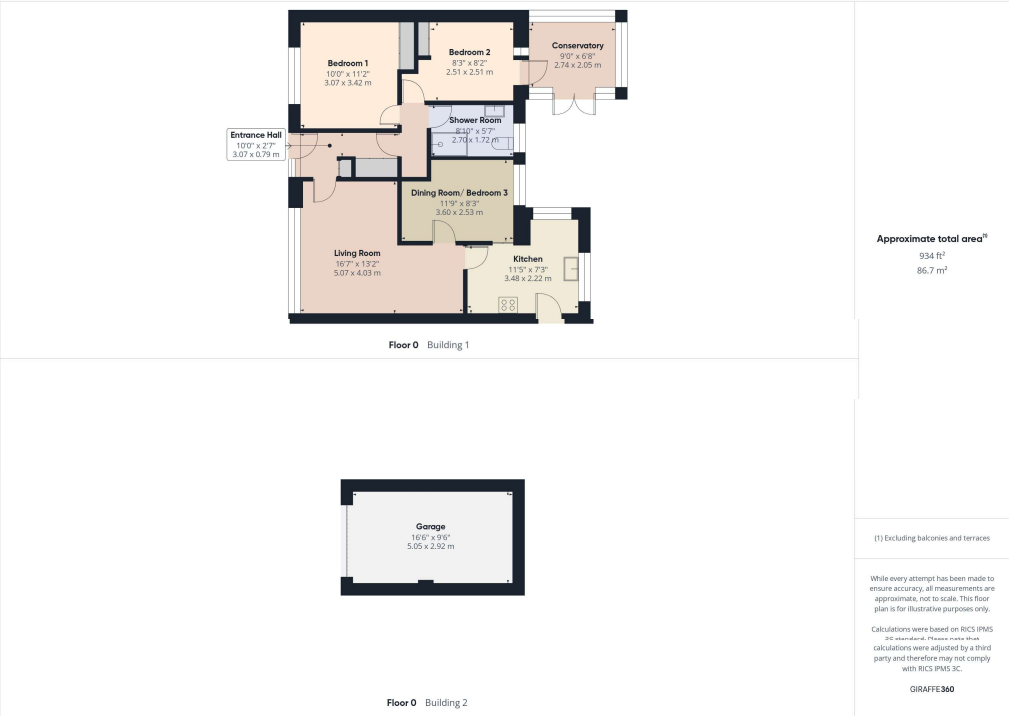 Bedroom 1
10'0" x 11'2"
3.07 x 3.42 m
Bedroom 2
8'3" x 8'2"
2.51 x 2.51 m
Conservatory
9'0" x 6'8"
2.74 x 2.05 m
Entrance Hall
10'0" x 2'7"
3.07 x 0.79 m
Shower Room
8'10" x 5'7"
2.70 x 1.72 m
Dining Room/ Bedroom 3
11'9" x 8'3"
3.60 x 2.53 m
Living Room
16'7" x 13'2"
5.07 x 4.03 m
Kitchen
11'5" x 7'3"
3.48 x 2.22 m
Floor 0 Building 1
Approximate total area(1)
934 ft²
86.7 m²
Garage
16'6" x 9'6"
5.05 x 2.92 m
Floor 0 Building 2
(1) Excluding balconies and terraces
While every attempt has been made to
ensure accuracy, all measurements are
approximate, not to scale. This floor
plan is for illustrative purposes only.
Calculations were based on RICS IPMS
3C standard. Please note that
calculations were adjusted by a third
party and therefore may not comply
with RICS IPMS 3C.
GIRAFFE360